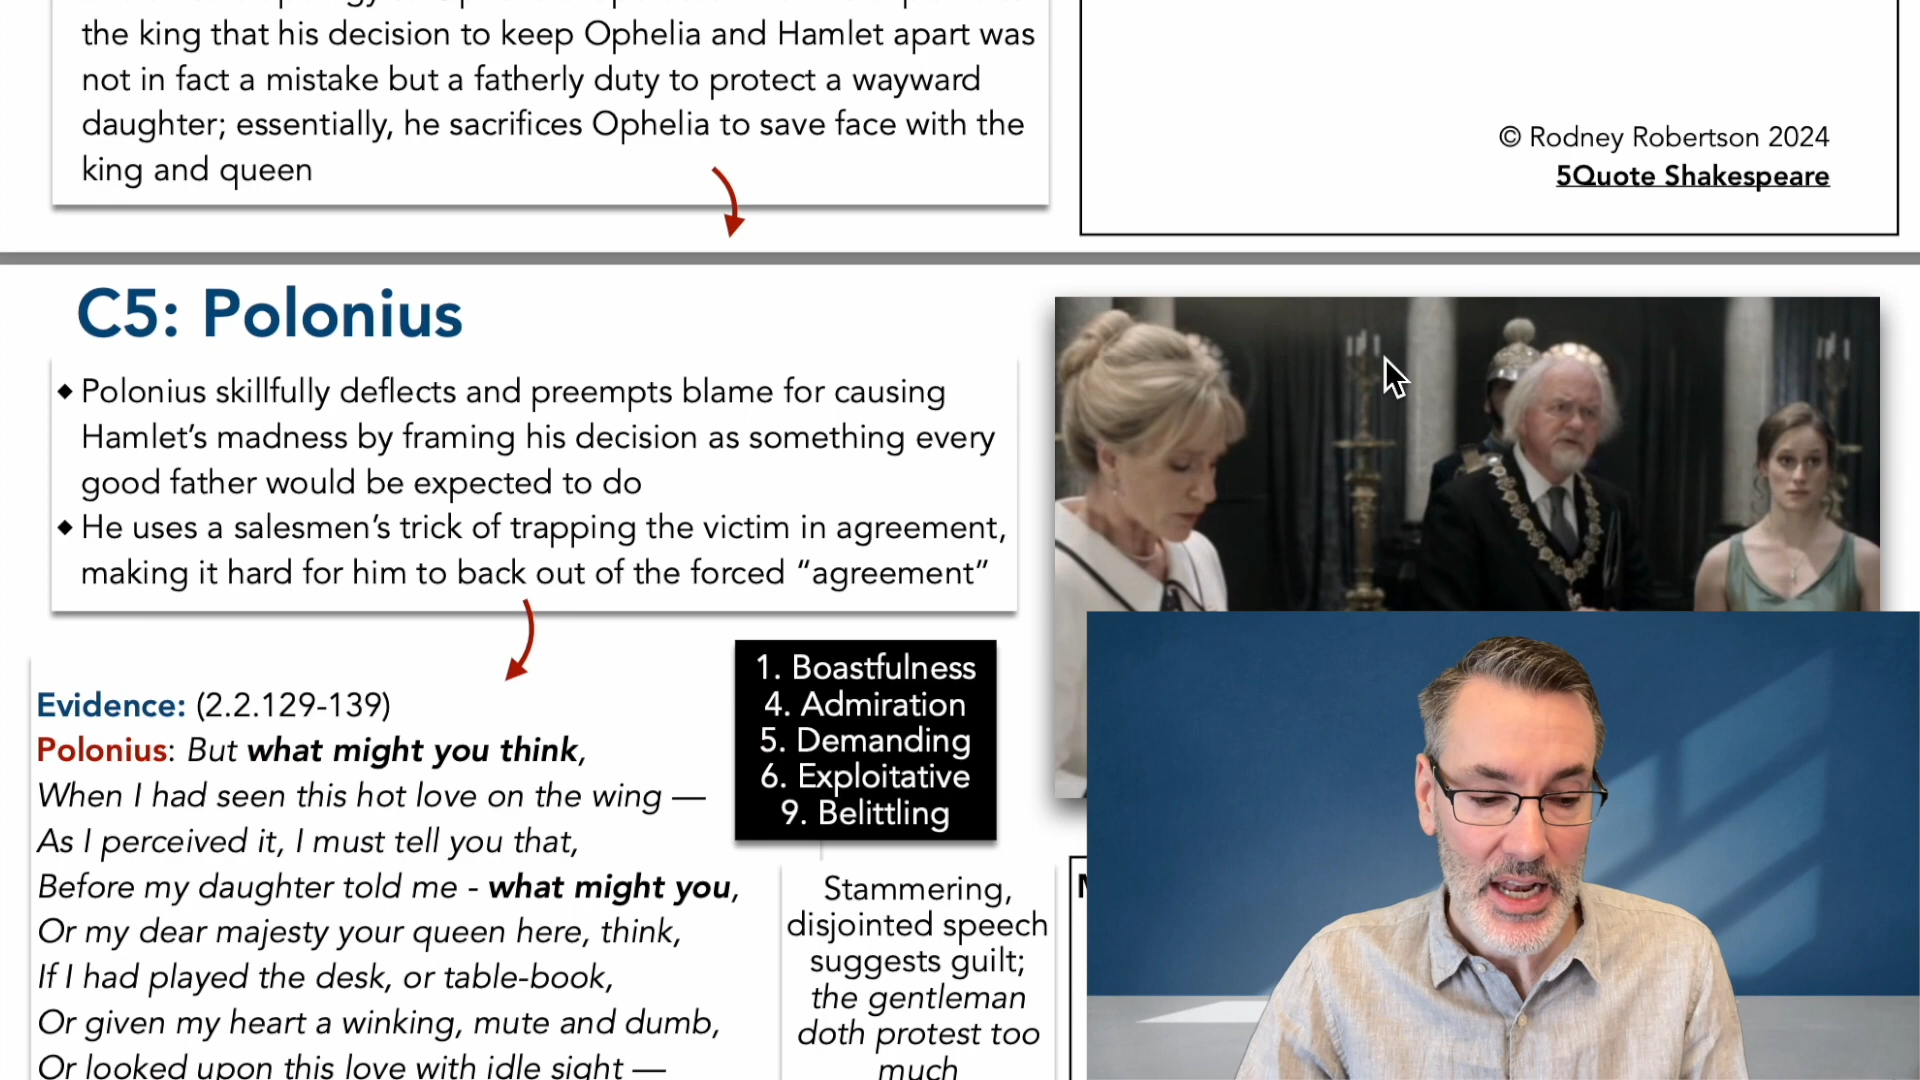 the king that his decision to keep Ophelia and Hamlet apart was
not in fact a mistake but a fatherly duty to protect a wayward
daughter; essentially, he sacrifices Ophelia to save face with the
king and queen
© Rodney Robertson 2024
5Quote Shakespeare
C5: Polonius
◆ Polonius skillfully deflects and preempts blame for causing
Hamlet’s madness by framing his decision as something every
good father would be expected to do
◆ He uses a salesmen’s trick of trapping the victim in agreement,
making it hard for him to back out of the forced “agreement”
Evidence: (2.2.129-139)
Polonius: But what might you think,
When I had seen this hot love on the wing —
As I perceived it, I must tell you that,
Before my daughter told me - what might you,
Or my dear majesty your queen here, think,
If I had played the desk, or table-book,
Or given my heart a winking, mute and dumb,
Or looked upon this love with idle sight —
1. Boastfulness
4. Admiration
5. Demanding
6. Exploitative
9. Belittling
Stammering,
disjointed speech
suggests guilt;
the gentleman
doth protest too
much